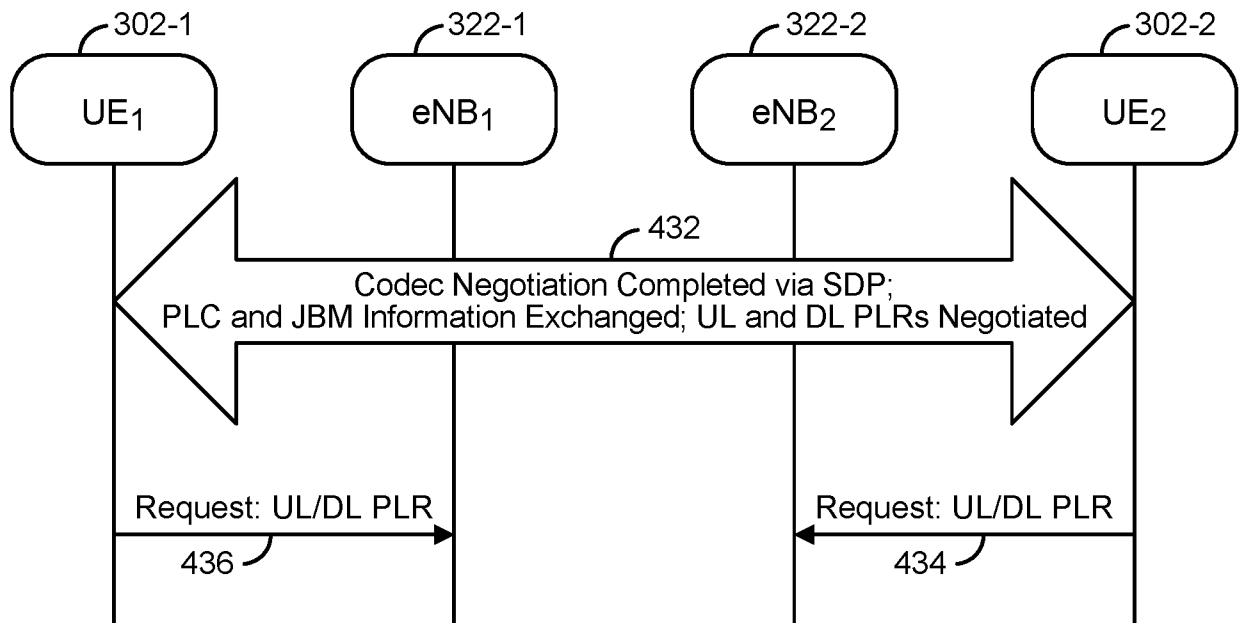 302-1
322-1
322-2
302-2
UE1
eNB1
eNB2
UE2
432
Codec Negotiation Completed via SDP;
PLC and JBM Information Exchanged; UL and DL PLRs Negotiated
Request: UL/DL PLR
Request: UL/DL PLR
436
434